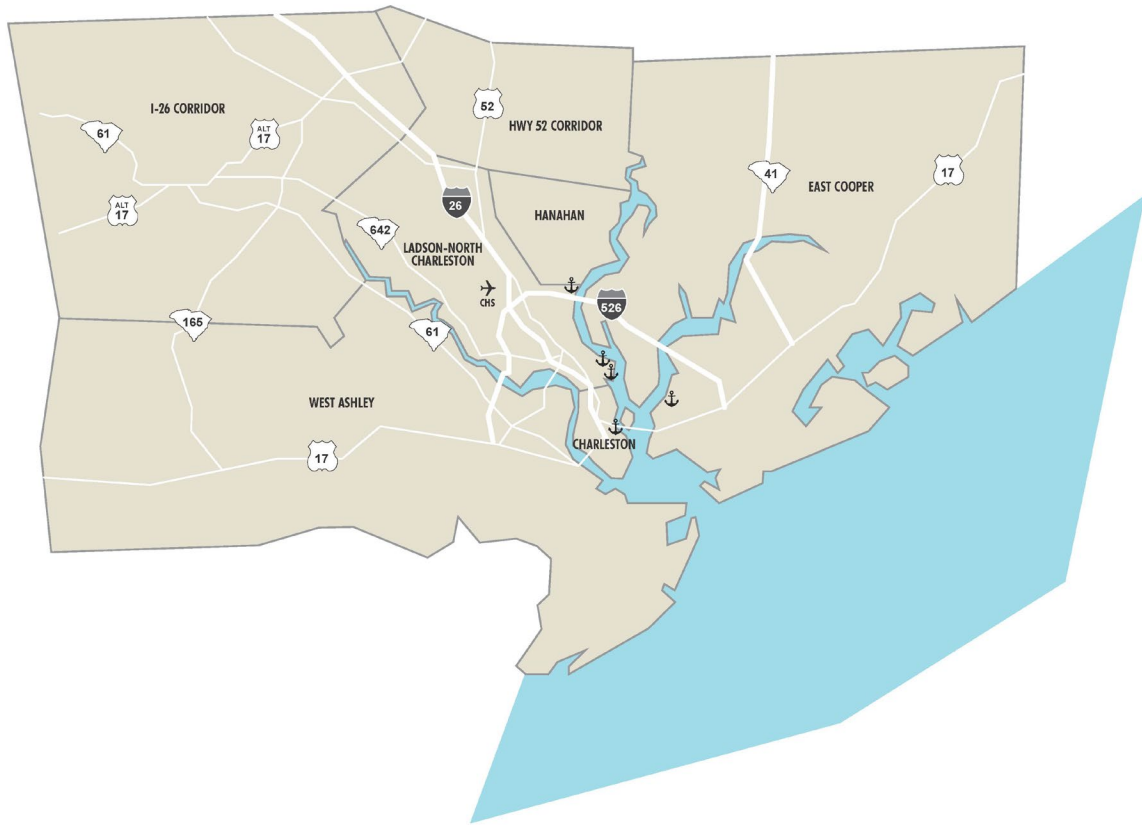 I-26 CORRIDOR
52
61
ALT
17
HWY 52 CORRIDOR
41
17
EAST COOPER
ALT
17
26
HANAHAN
642
LADSON-NORTH
CHARLESTON
CHS
526
165
61
WEST ASHLEY
CHARLESTON
17